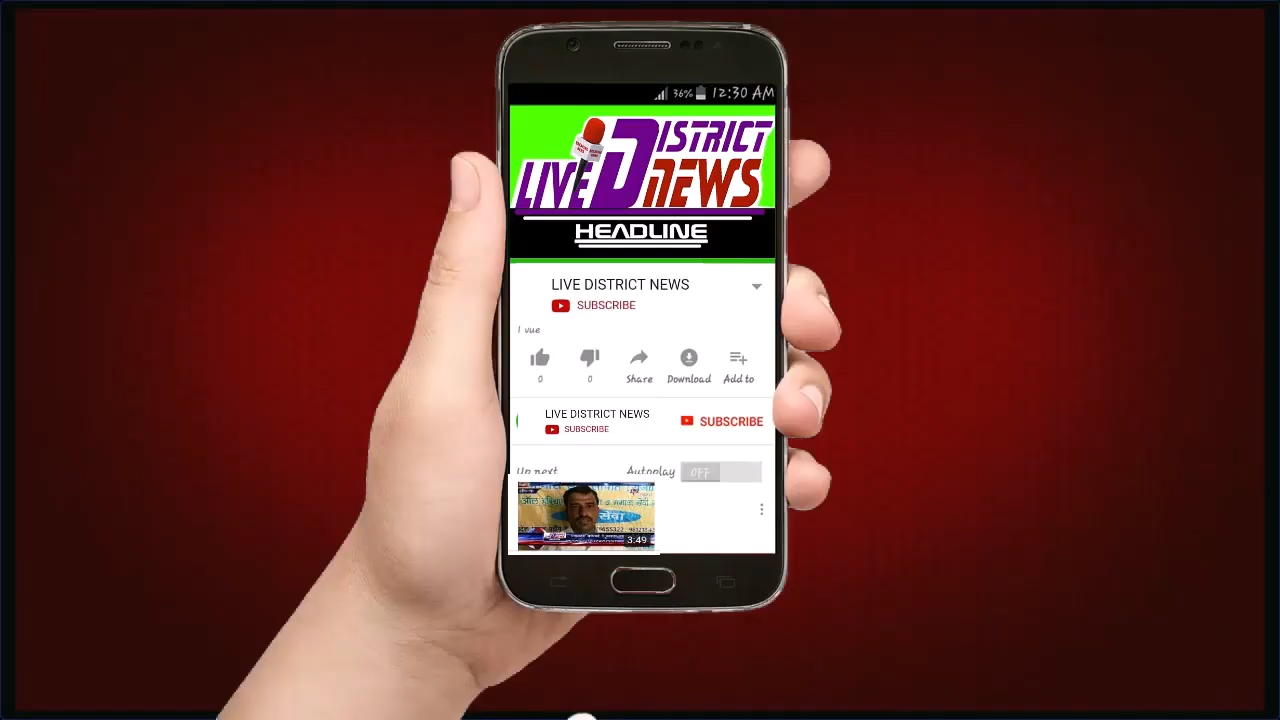 36% 12:30 AM
LIVE DISTRICT NEWS
HEADLINE
LIVE DISTRICT NEWS
SUBSCRIBE
1 vue
0 0 Share Download Add to
LIVE DISTRICT NEWS
SUBSCRIBE
SUBSCRIBE
Up next Autoplay OFF
3:49